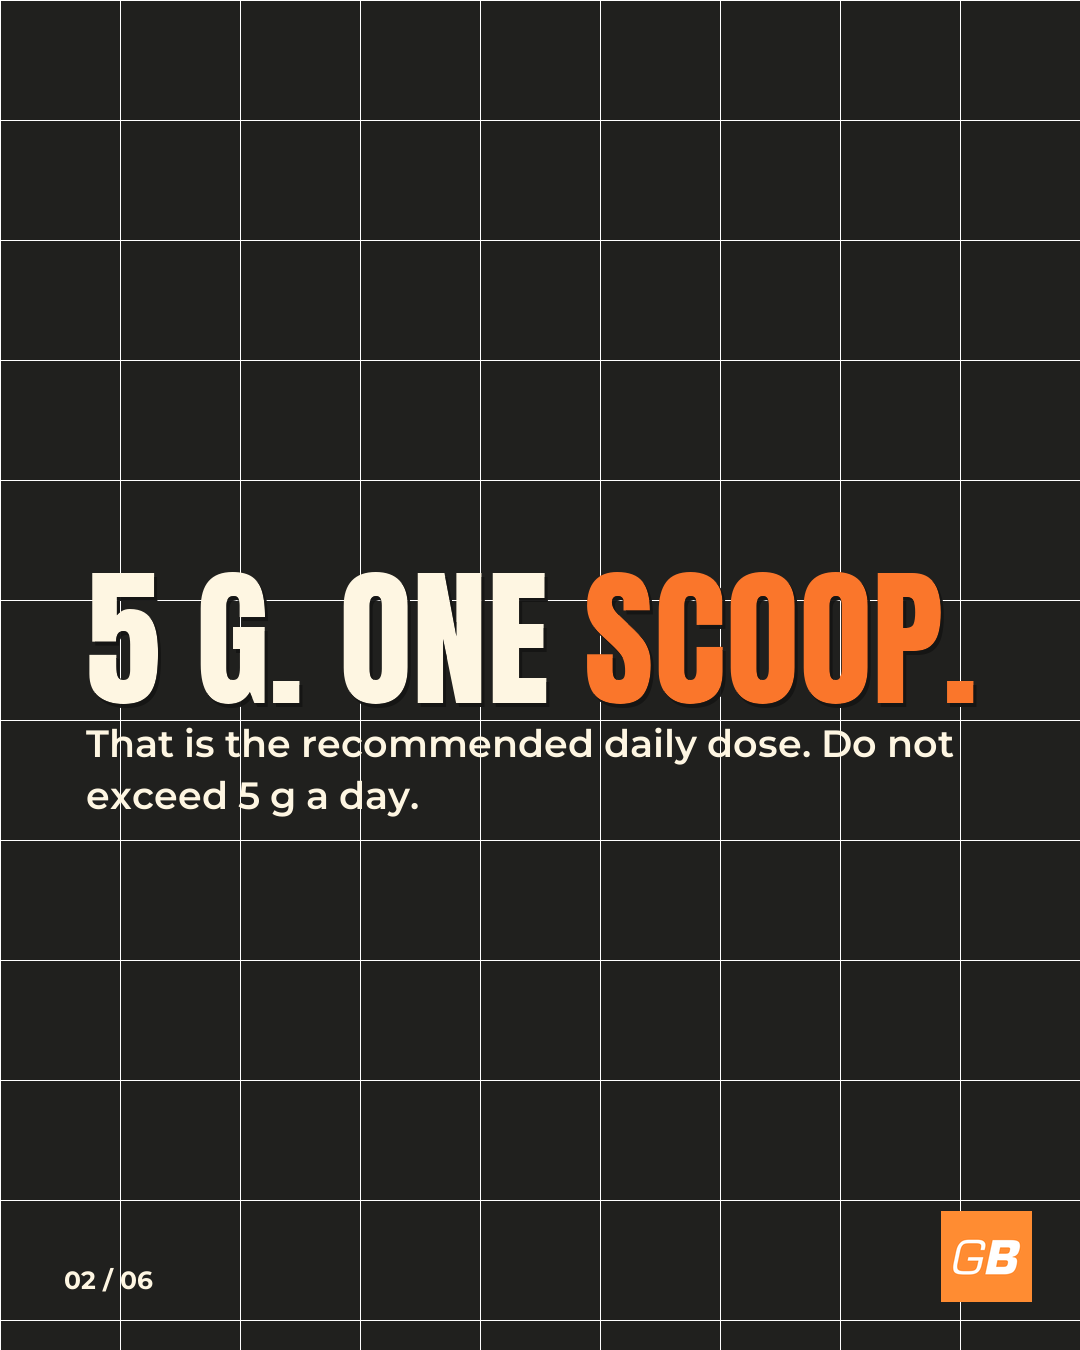 5 G. ONE SCOOP.
That is the recommended daily dose. Do not
exceed 5 g a day.
02 / 06
GB